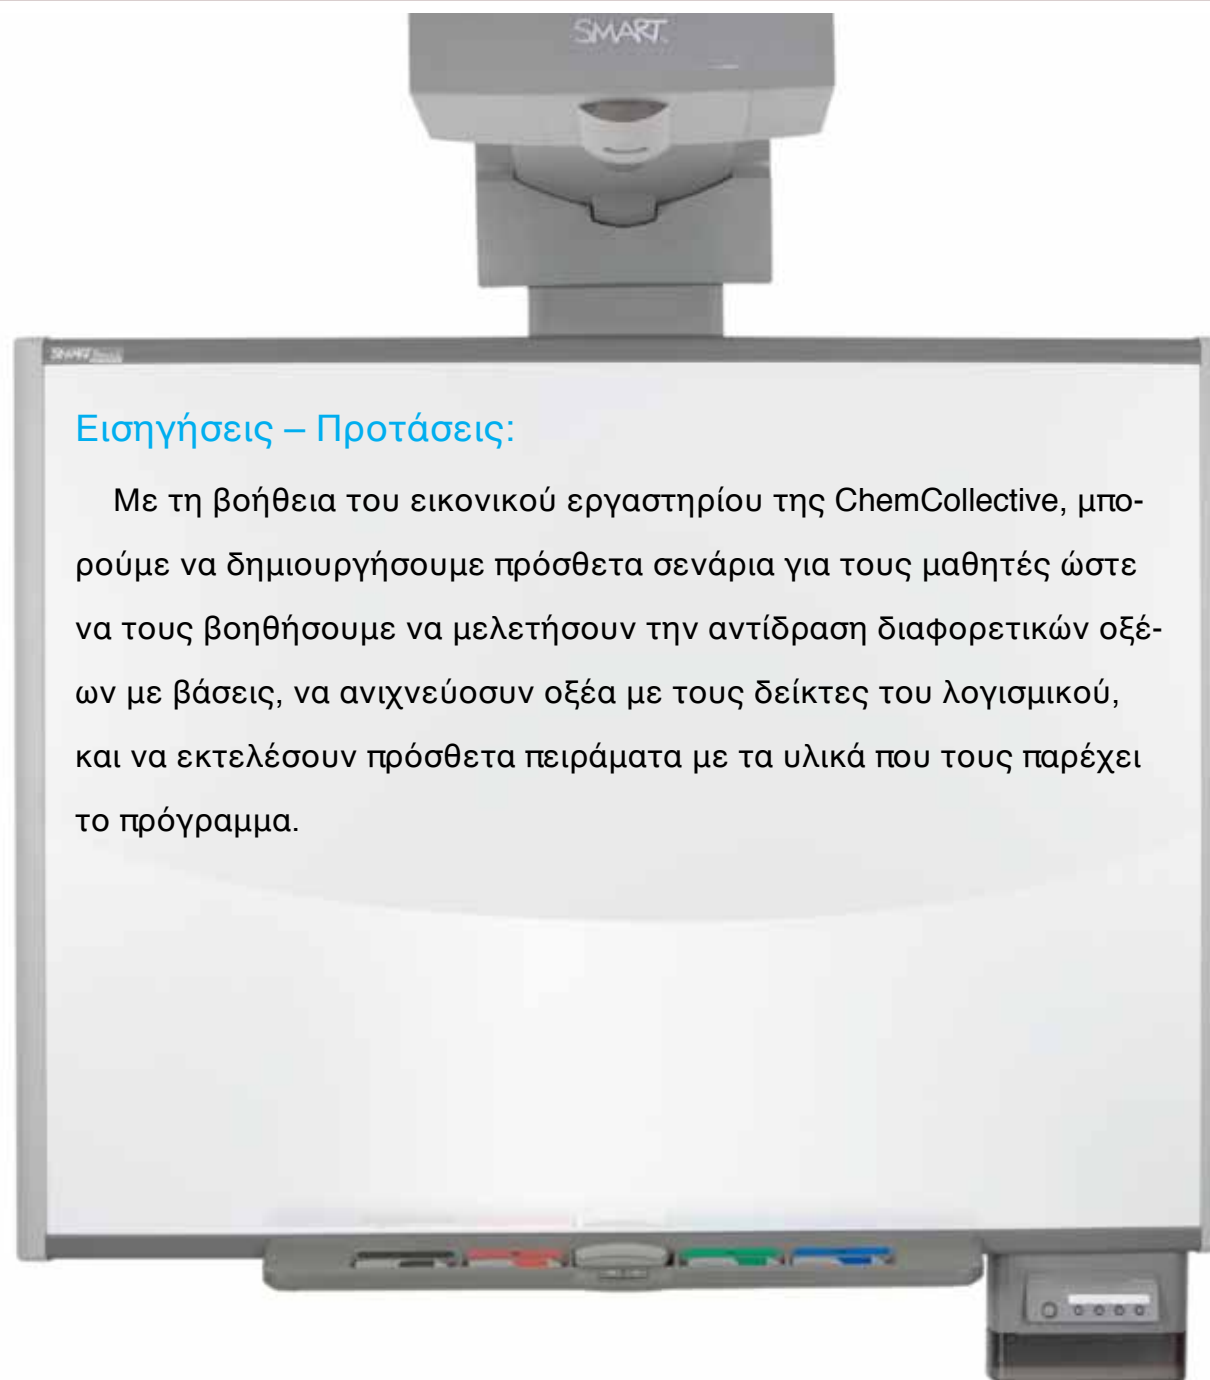 SMART
SMART
Εισηγήσεις – Προτάσεις:
Με τη βοήθεια του εικονικού εργαστηρίου της ChemCollective, μπο-
ρούμε να δημιουργήσουμε πρόσθετα σενάρια για τους μαθητές ώστε
να τους βοηθήσουμε να μελετήσουν την αντίδραση διαφορετικών οξέ-
ων με βάσεις, να ανιχνεύοσυν οξέα με τους δείκτες του λογισμικού,
και να εκτελέσουν πρόσθετα πειράματα με τα υλικά που τους παρέχει
το πρόγραμμα.